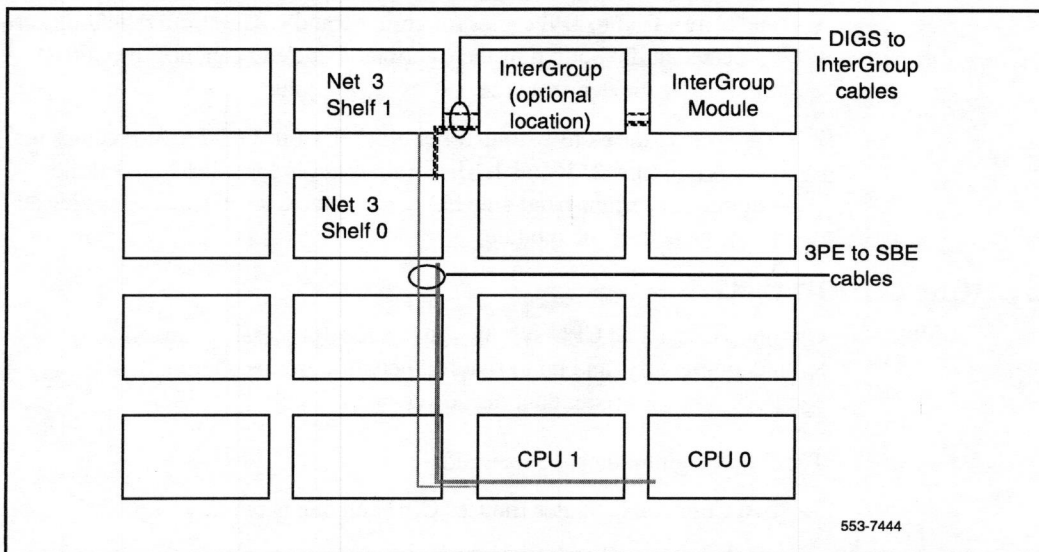 DIGS to
InterGroup
cables
Net 3
Shelf 1
InterGroup
(optional
location)
InterGroup
Module
Net 3
Shelf 0
3PE to SBE
cables
CPU 1
CPU 0
553-7444